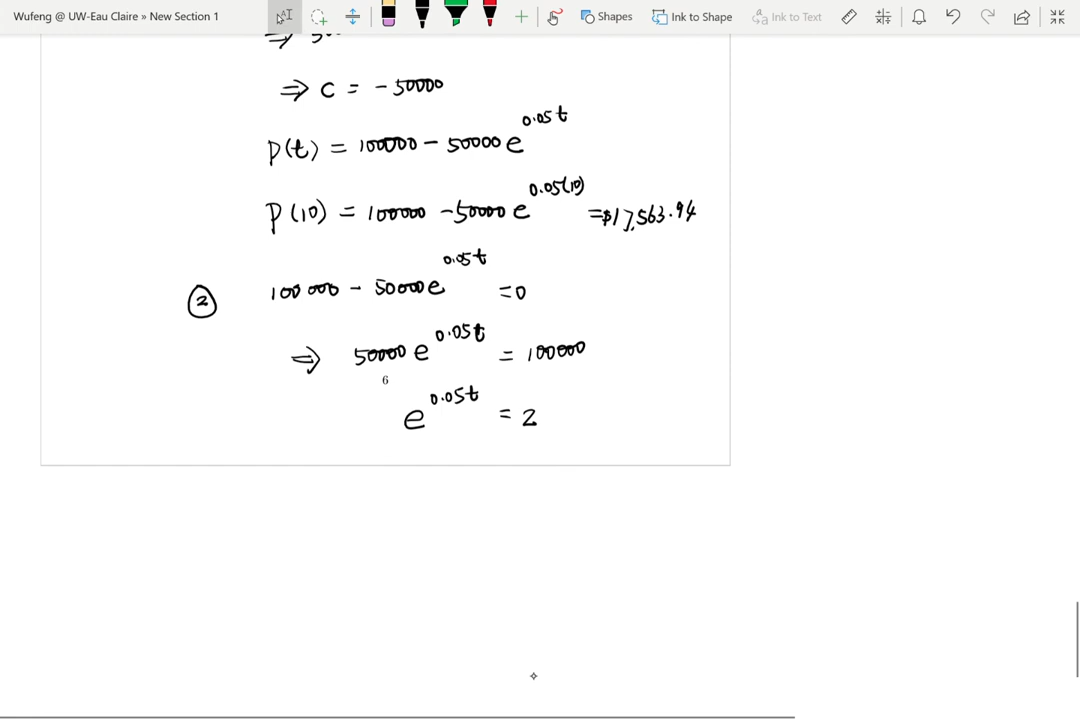 Wufeng @ UW-Eau Claire » New Section 1 Shapes Ink to Shape Ink to Text
⇒ C = - 50000
P(t) = 100000 - 50000 e^0.05t
P(10) = 100000 - 50000 e^0.05(10) = $17,563.94
② 100000 - 50000 e^0.05t = 0
⇒ 50000 e^0.05t = 100000
6
e^0.05t = 2